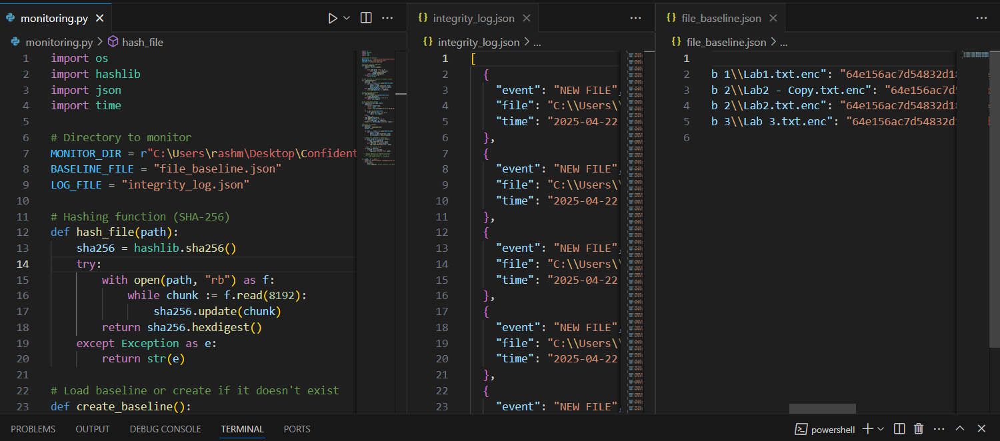 monitoring.py
integrity_log.json
file_baseline.json
monitoring.py > hash_file
integrity_log.json > ...
file_baseline.json > ...
1 import os
2 import hashlib
3 import json
4 import time
5
6 # Directory to monitor
7 MONITOR_DIR = r"C:\Users\rashm\Desktop\Confident
8 BASELINE_FILE = "file_baseline.json"
9 LOG_FILE = "integrity_log.json"
10
11 # Hashing function (SHA-256)
12 def hash_file(path):
13 sha256 = hashlib.sha256()
14 try:
15 with open(path, "rb") as f:
16 while chunk := f.read(8192):
17 sha256.update(chunk)
18 return sha256.hexdigest()
19 except Exception as e:
20 return str(e)
21
22 # Load baseline or create if it doesn't exist
23 def create_baseline():
1 [
2 {
3 "event": "NEW FILE",
4 "file": "C:\\Users\\
5 "time": "2025-04-22
6 },
7 {
8 "event": "NEW FILE",
9 "file": "C:\\Users\\
10 "time": "2025-04-22
11 },
12 {
13 "event": "NEW FILE",
14 "file": "C:\\Users\\
15 "time": "2025-04-22
16 },
17 {
18 "event": "NEW FILE",
19 "file": "C:\\Users\\
20 "time": "2025-04-22
21 },
22 {
23 "event": "NEW FILE",
1
2 b 1\\Lab1.txt.enc": "64e156ac7d54832d18
3 b 2\\Lab2 - Copy.txt.enc": "64e156ac7d5
4 b 2\\Lab2.txt.enc": "64e156ac7d54832d18
5 b 3\\Lab 3.txt.enc": "64e156ac7d54832d
6
PROBLEMS
OUTPUT
DEBUG CONSOLE
TERMINAL
PORTS
powershell